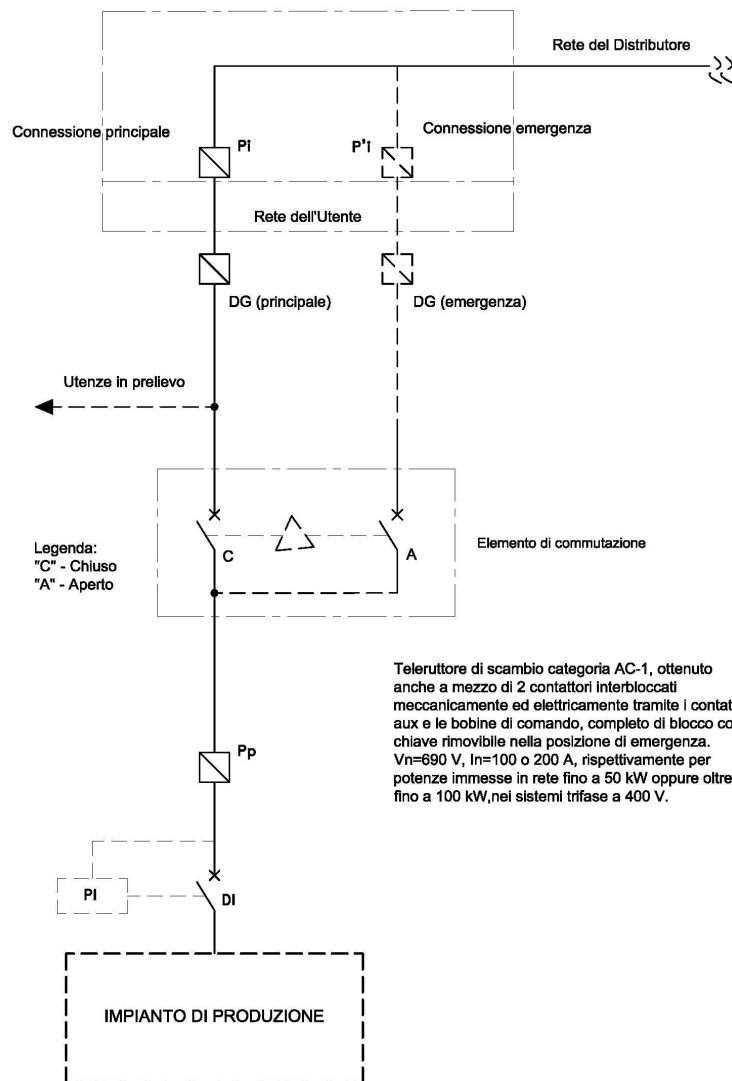 Rete del Distributore
Connessione principale
Pi
P'i
Connessione emergenza
Rete dell'Utente
DG (principale)
DG (emergenza)
Utenze in prelievo
Legenda:
"C" - Chiuso
"A" - Aperto
C
A
Elemento di commutazione
Teleruttore di scambio categoria AC-1, ottenuto
anche a mezzo di 2 contattori interbloccati
meccanicamente ed elettricamente tramite i contat
aux e le bobine di comando, completo di blocco co
chiave rimovibile nella posizione di emergenza.
Vn=690 V, In=100 o 200 A, rispettivamente per
potenze immesse in rete fino a 50 kW oppure oltre
fino a 100 kW,nei sistemi trifase a 400 V.
Pp
PI
DI
IMPIANTO DI PRODUZIONE